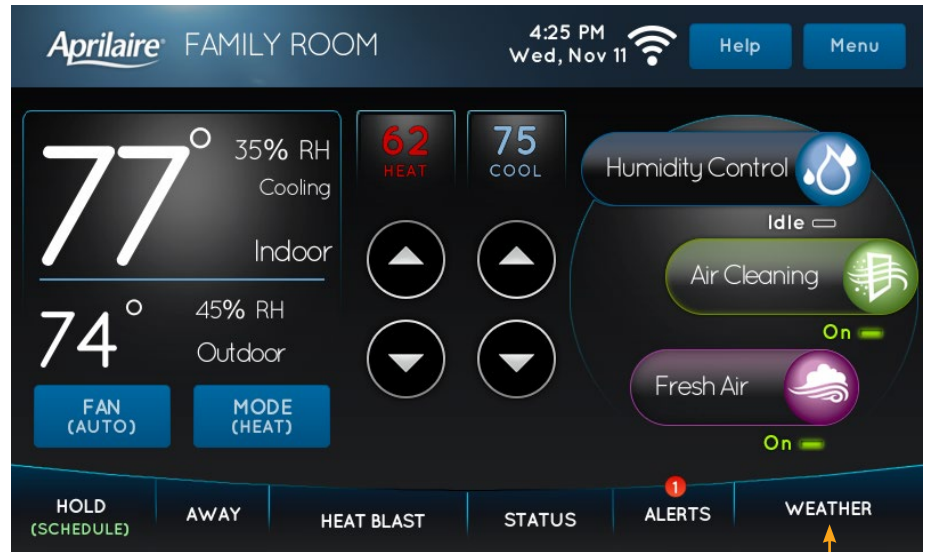 Aprilaire® FAMILY ROOM
4:25 PM
Wed, Nov 11
Help
Menu
77°
35% RH
Cooling
Indoor
74°
45% RH
Outdoor
62
HEAT
75
COOL
Humidity Control
Idle
Air Cleaning
On
Fresh Air
On
FAN
(AUTO)
MODE
(HEAT)
HOLD
(SCHEDULE)
AWAY
HEAT BLAST
STATUS
1
ALERTS
WEATHER